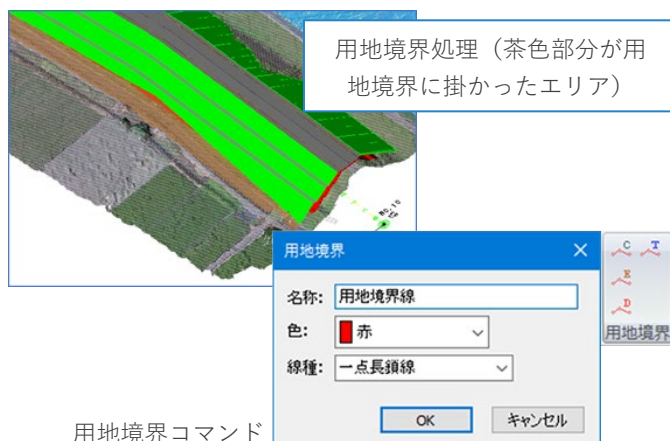 用地境界処理（茶色部分が用
地境界に掛かったエリア）
NO.10
用地境界
名称:
用地境界線
色:
赤
線種:
一点長鎖線
OK
キャンセル
C
T
E
D
用地境界
用地境界コマンド